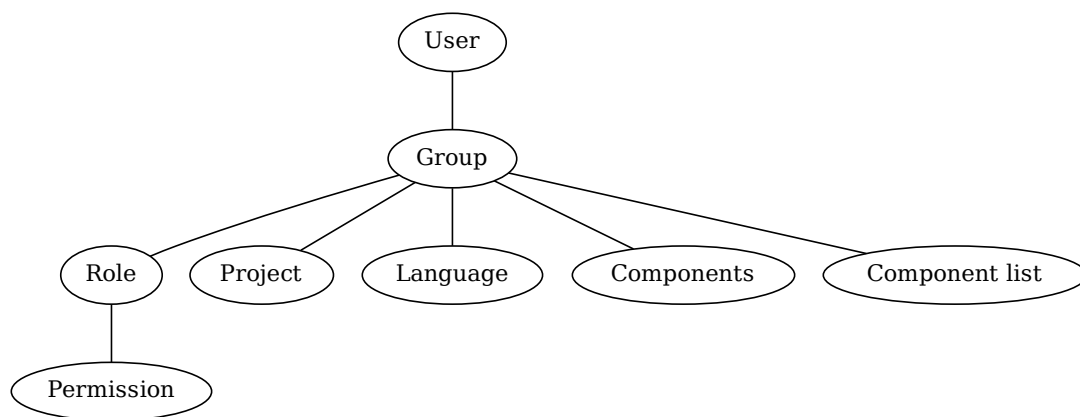 User
Group
Role
Project
Language
Components
Component list
Permission